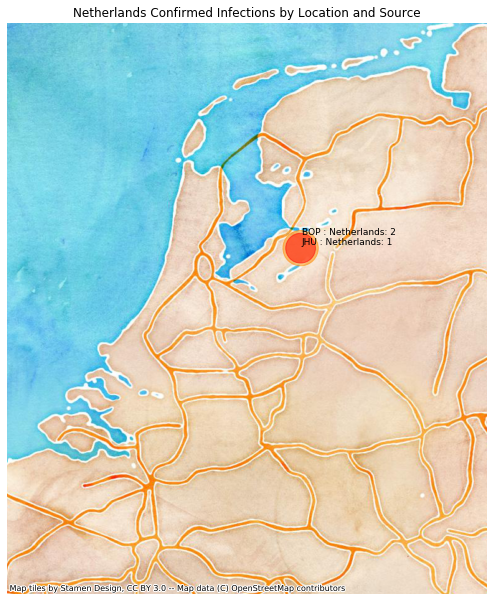 Netherlands Confirmed Infections by Location and Source
BOP : Netherlands: 2
JHU : Netherlands: 1
Map tiles by Stamen Design, CC BY 3.0 -- Map data (C) OpenStreetMap contributors